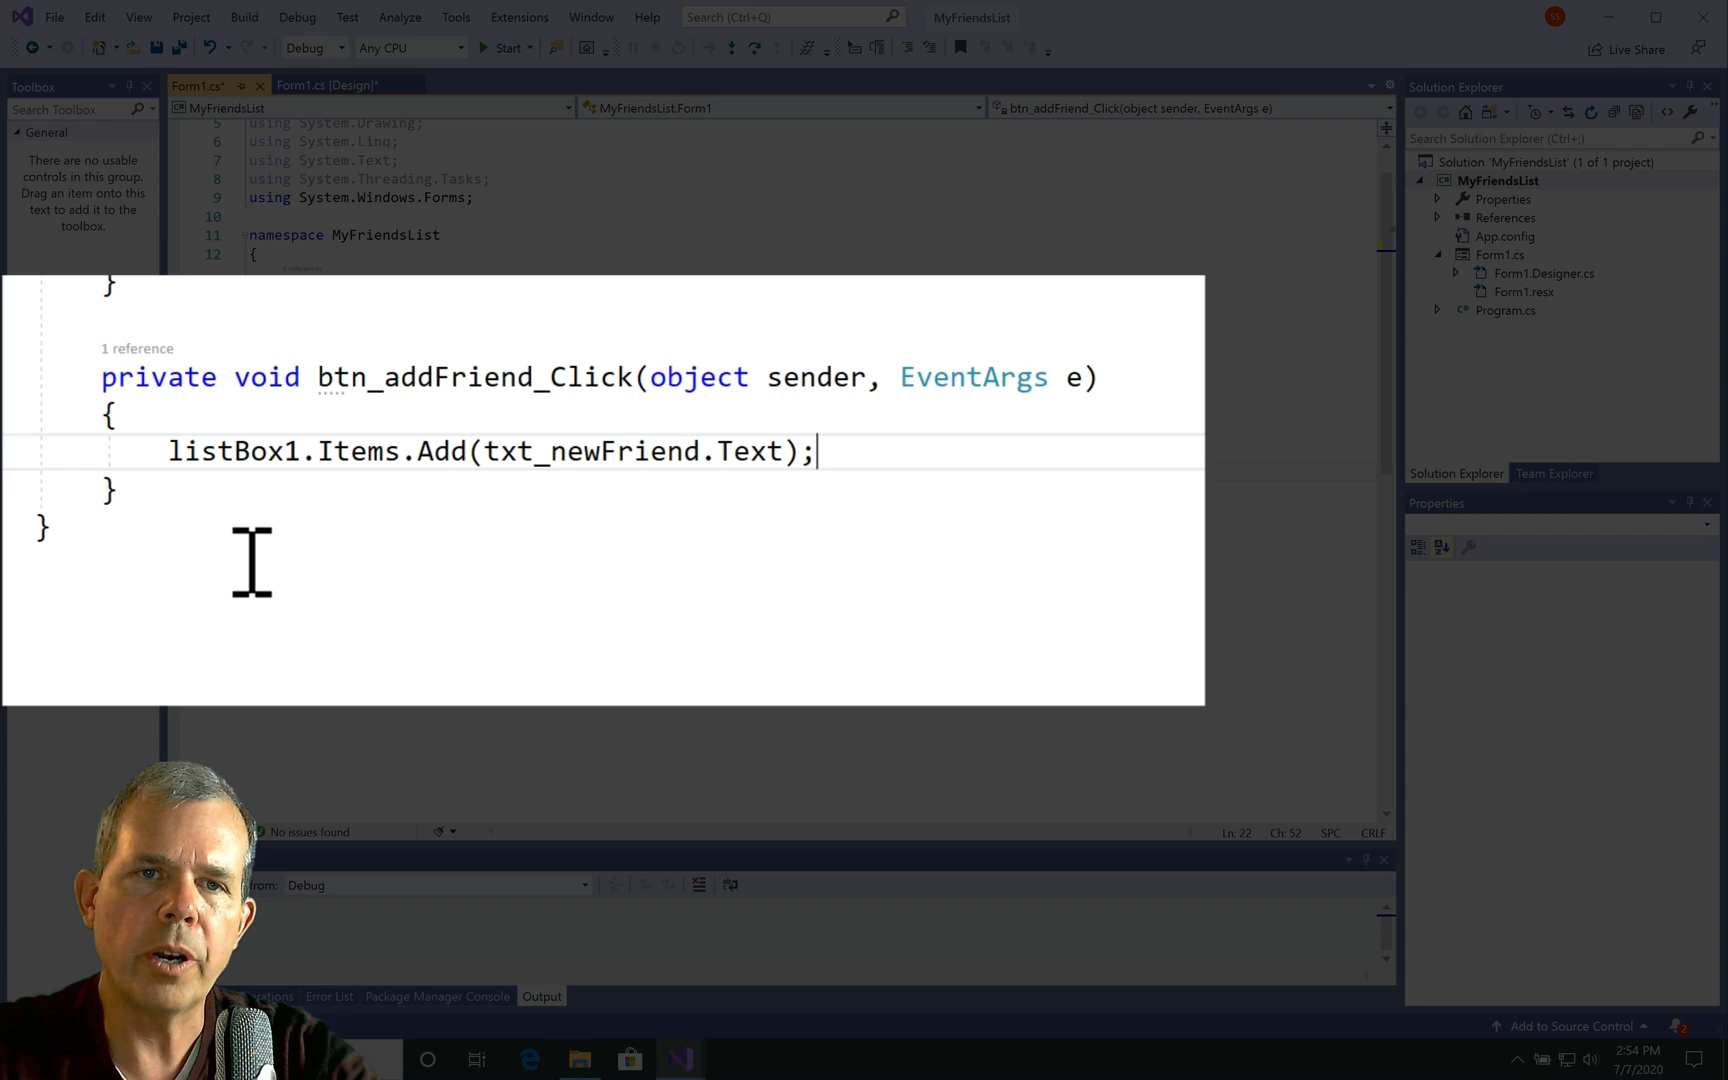 File Edit View Project Build Debug Test Analyze Tools Extensions Window Help Search (Ctrl+Q) MyFriendsList SS
Debug Any CPU Start Live Share
Toolbox
Search Toolbox
General
There are no usable
controls in this group.
Drag an item onto this
text to add it to the
toolbox.
Form1.cs* Form1.cs [Design]*
MyFriendsList MyFriendsList.Form1 btn_addFriend_Click(object sender, EventArgs e)
5 using System.Drawing;
6 using System.Linq;
7 using System.Text;
8 using System.Threading.Tasks;
9 using System.Windows.Forms;
10
11 namespace MyFriendsList
12 {
}
1 reference
private void btn_addFriend_Click(object sender, EventArgs e)
{
listBox1.Items.Add(txt_newFriend.Text);
}
}
No issues found Ln: 22 Ch: 52 SPC CRLF
from: Debug
Error List Package Manager Console Output
Solution Explorer
Search Solution Explorer (Ctrl+;)
Solution 'MyFriendsList' (1 of 1 project)
MyFriendsList
Properties
References
App.config
Form1.cs
Form1.Designer.cs
Form1.resx
Program.cs
Solution Explorer Team Explorer
Properties
Add to Source Control 2
2:54 PM
7/7/2020